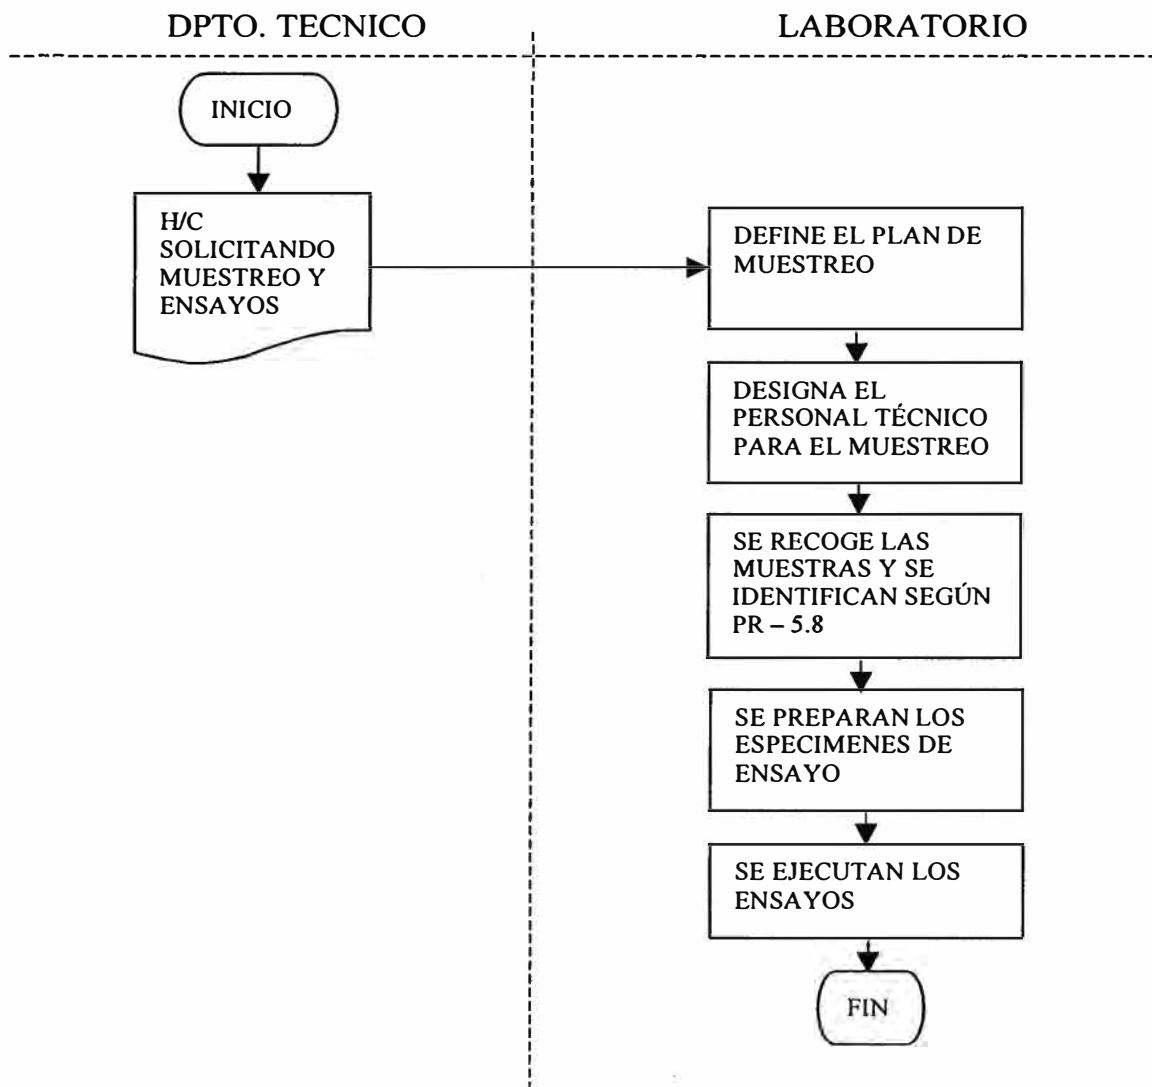 DPTO. TECNICO
LABORATORIO
INICIO
H/C
SOLICITANDO
MUESTREO Y
ENSAYOS
DEFINE EL PLAN DE
MUESTREO
DESIGNA EL
PERSONAL TÉCNICO
PARA EL MUESTREO
SE RECOGE LAS
MUESTRAS Y SE
IDENTIFICAN SEGÚN
PR – 5.8
SE PREPARAN LOS
ESPECIMENES DE
ENSAYO
SE EJECUTAN LOS
ENSAYOS
FIN